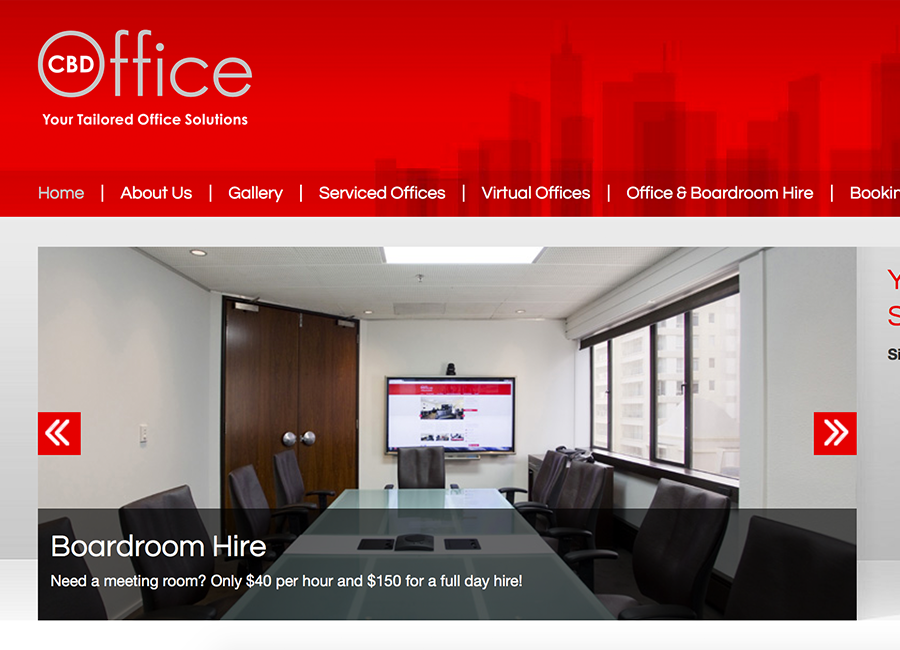 CBD Office
Your Tailored Office Solutions
Home | About Us | Gallery | Serviced Offices | Virtual Offices | Office & Boardroom Hire | Bookin
Y
S
Si
Boardroom Hire
Need a meeting room? Only $40 per hour and $150 for a full day hire!